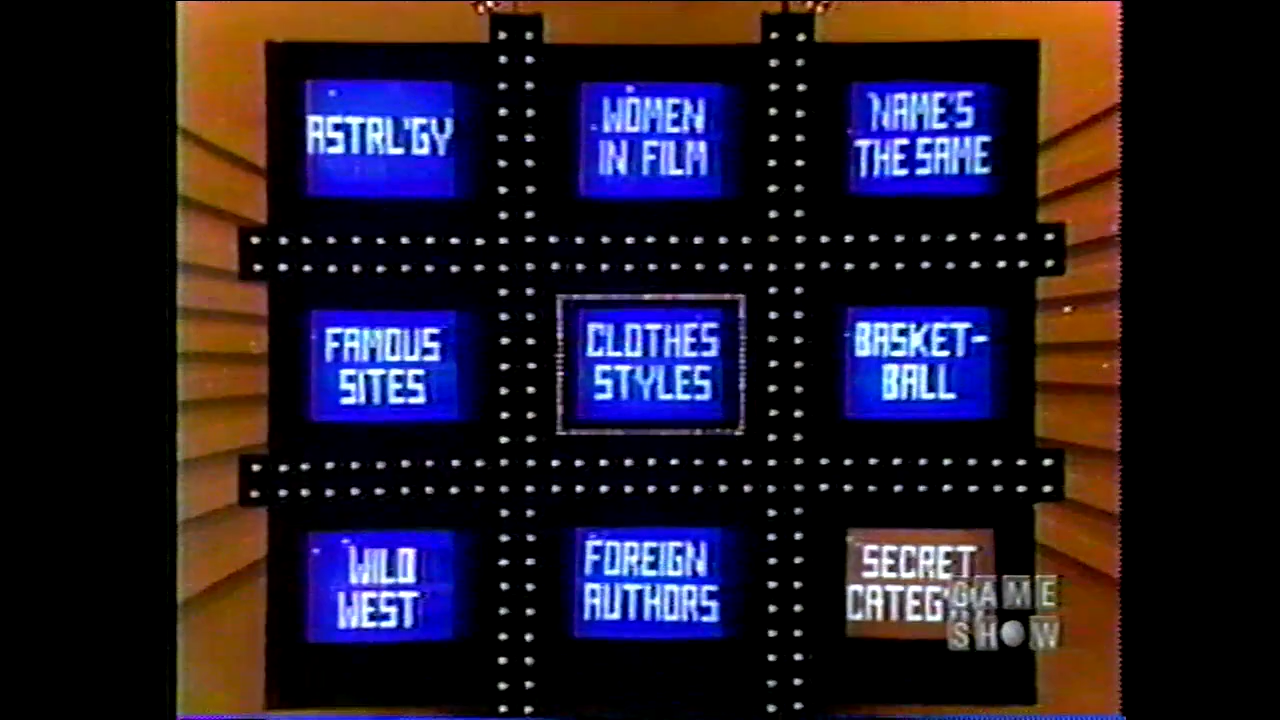 ASTRL'GY
WOMEN
IN FILM
NAME'S
THE SAME
FAMOUS
SITES
CLOTHES
STYLES
BASKET-
BALL
WILD
WEST
FOREIGN
AUTHORS
SECRET
GAME
SHOW